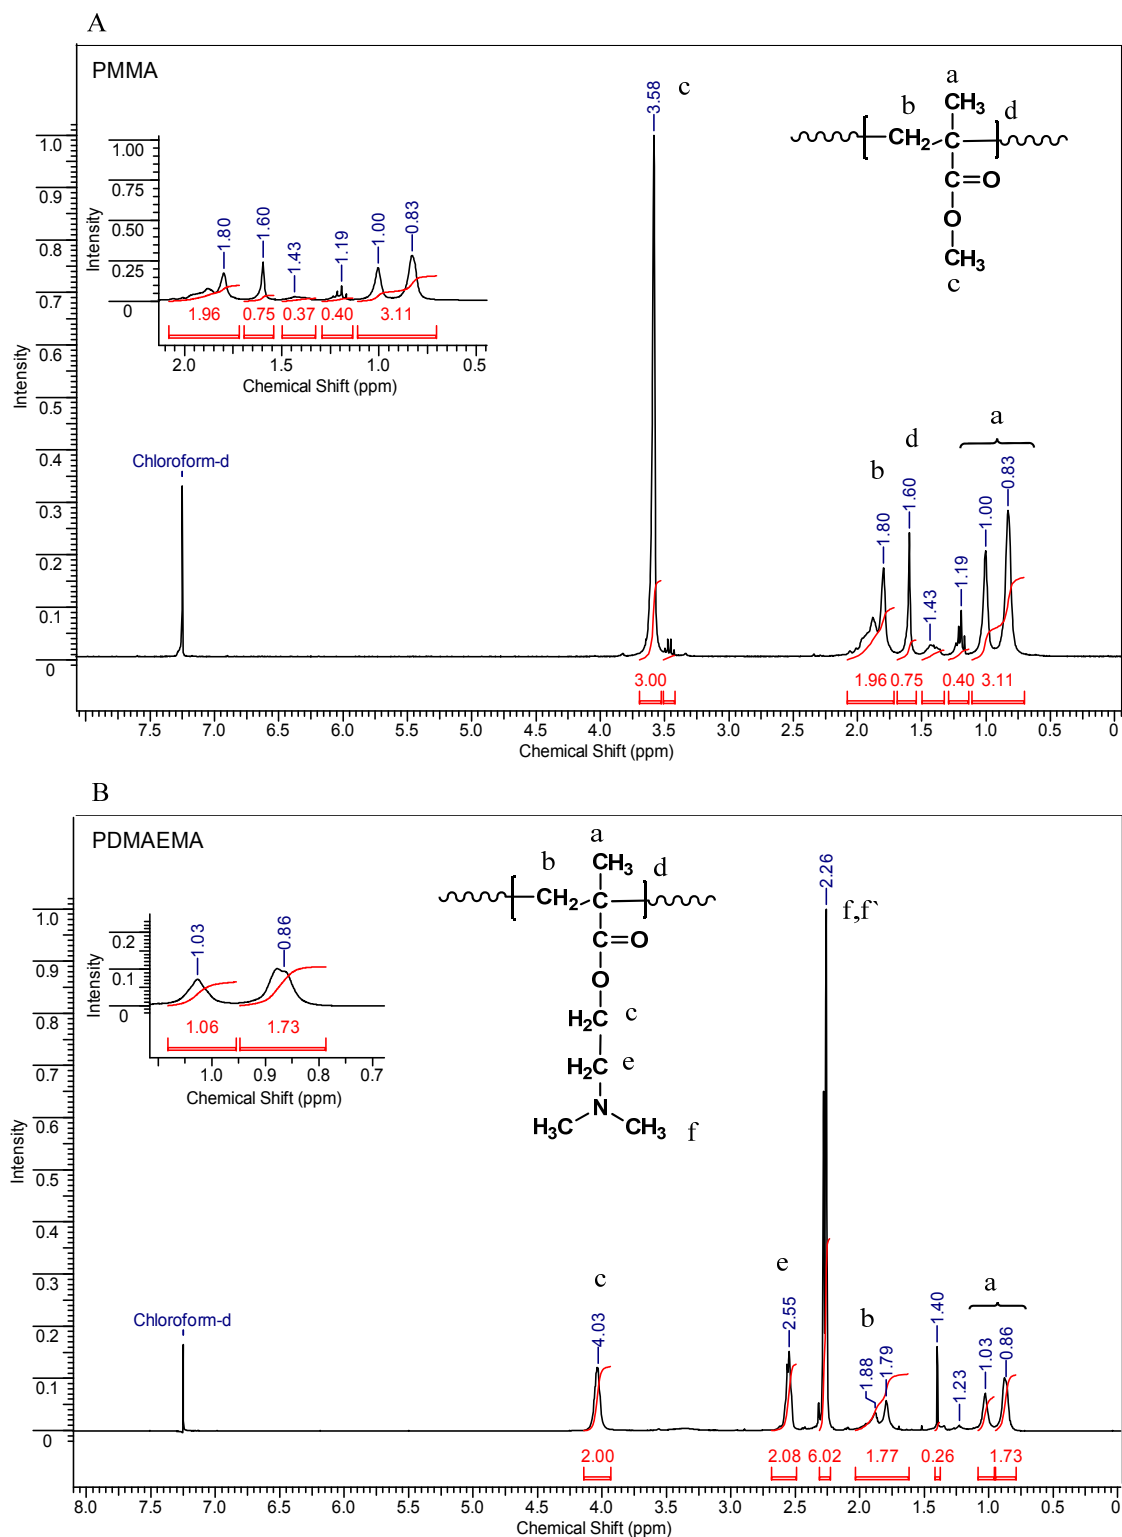 A
PMMA
3.58
c
a
CH3
b
d
CH2
C
C=O
O
CH3
c
1.00
0.75
0.50
0.25
0
Intensity
1.80
1.60
1.43
1.19
1.00
0.83
1.96 0.75 0.37 0.40 3.11
2.0 1.5 1.0 0.5
Chemical Shift (ppm)
1.0
0.9
0.8
0.7
0.6
0.5
0.4
0.3
0.2
0.1
0
Intensity
Chloroform-d
b
d
a
1.80
1.60
1.43
1.19
1.00
0.83
3.00 1.96 0.75 0.40 3.11
7.5 7.0 6.5 6.0 5.5 5.0 4.5 4.0 3.5 3.0 2.5 2.0 1.5 1.0 0.5 0
Chemical Shift (ppm)
B
PDMAEMA
a
CH3
b
d
CH2
C
C=O
O
H2C
c
H2C
e
N
H3C
CH3
f
2.26
f,f`
0.2
0.1
0
Intensity
1.03
0.86
1.06 1.73
1.0 0.9 0.8 0.7
Chemical Shift (ppm)
1.0
0.9
0.8
0.7
0.6
0.5
0.4
0.3
0.2
0.1
0
Intensity
Chloroform-d
c
e
b
a
4.03
2.55
1.88
1.79
1.40
1.23
1.03
0.86
2.00 2.08 6.02 1.77 0.26 1.73
8.0 7.5 7.0 6.5 6.0 5.5 5.0 4.5 4.0 3.5 3.0 2.5 2.0 1.5 1.0 0.5 0
Chemical Shift (ppm)